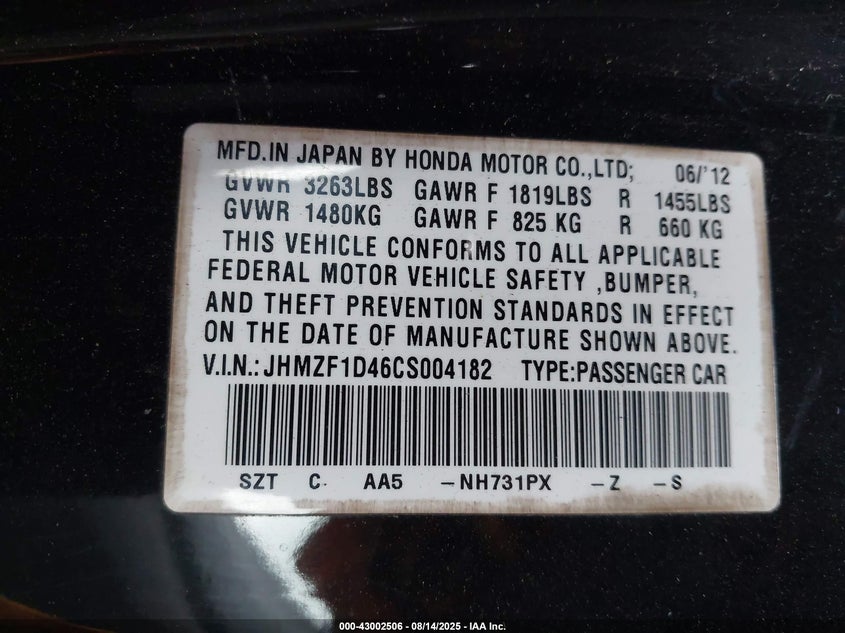 MFD.IN JAPAN BY HONDA MOTOR CO.,LTD; 06/'12
GVWR 3263LBS GAWR F 1819LBS R 1455LBS
GVWR 1480KG GAWR F 825 KG R 660 KG
THIS VEHICLE CONFORMS TO ALL APPLICABLE
FEDERAL MOTOR VEHICLE SAFETY ,BUMPER,
AND THEFT PREVENTION STANDARDS IN EFFECT
ON THE DATE OF MANUFACTURE SHOWN ABOVE.
V.I.N.:JHMZF1D46CS004182 TYPE:PASSENGER CAR
SZT C- AA5 -NH731PX -Z -S
000-43002506 - 08/14/2025 - IAA Inc.